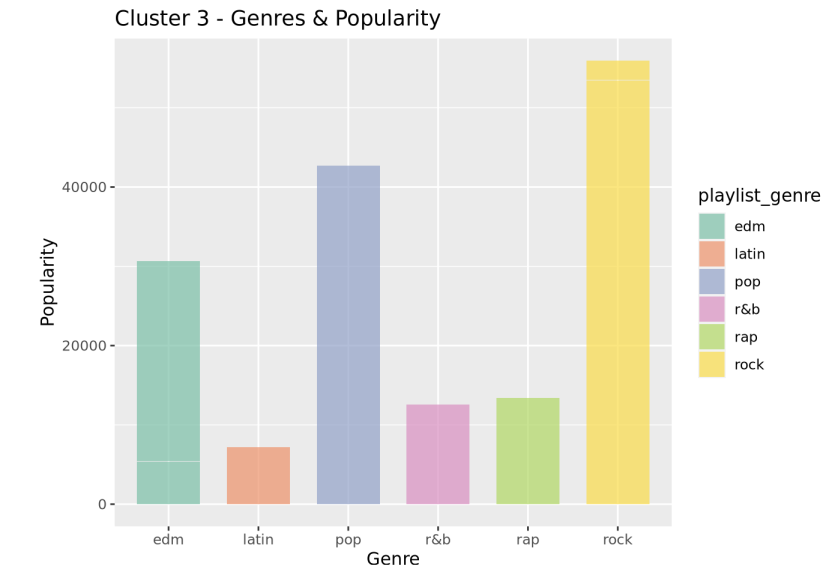 Cluster 3 - Genres & Popularity
Popularity
40000
20000
0
edm latin pop r&b rap rock
Genre
playlist_genre
edm
latin
pop
r&b
rap
rock